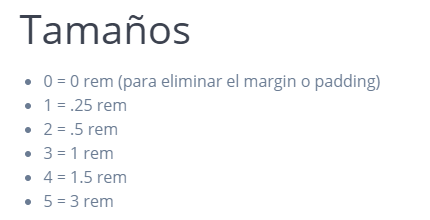 Tamaños
0 = 0 rem (para eliminar el margin o padding)
1 = .25 rem
2 = .5 rem
3 = 1 rem
4 = 1.5 rem
5 = 3 rem